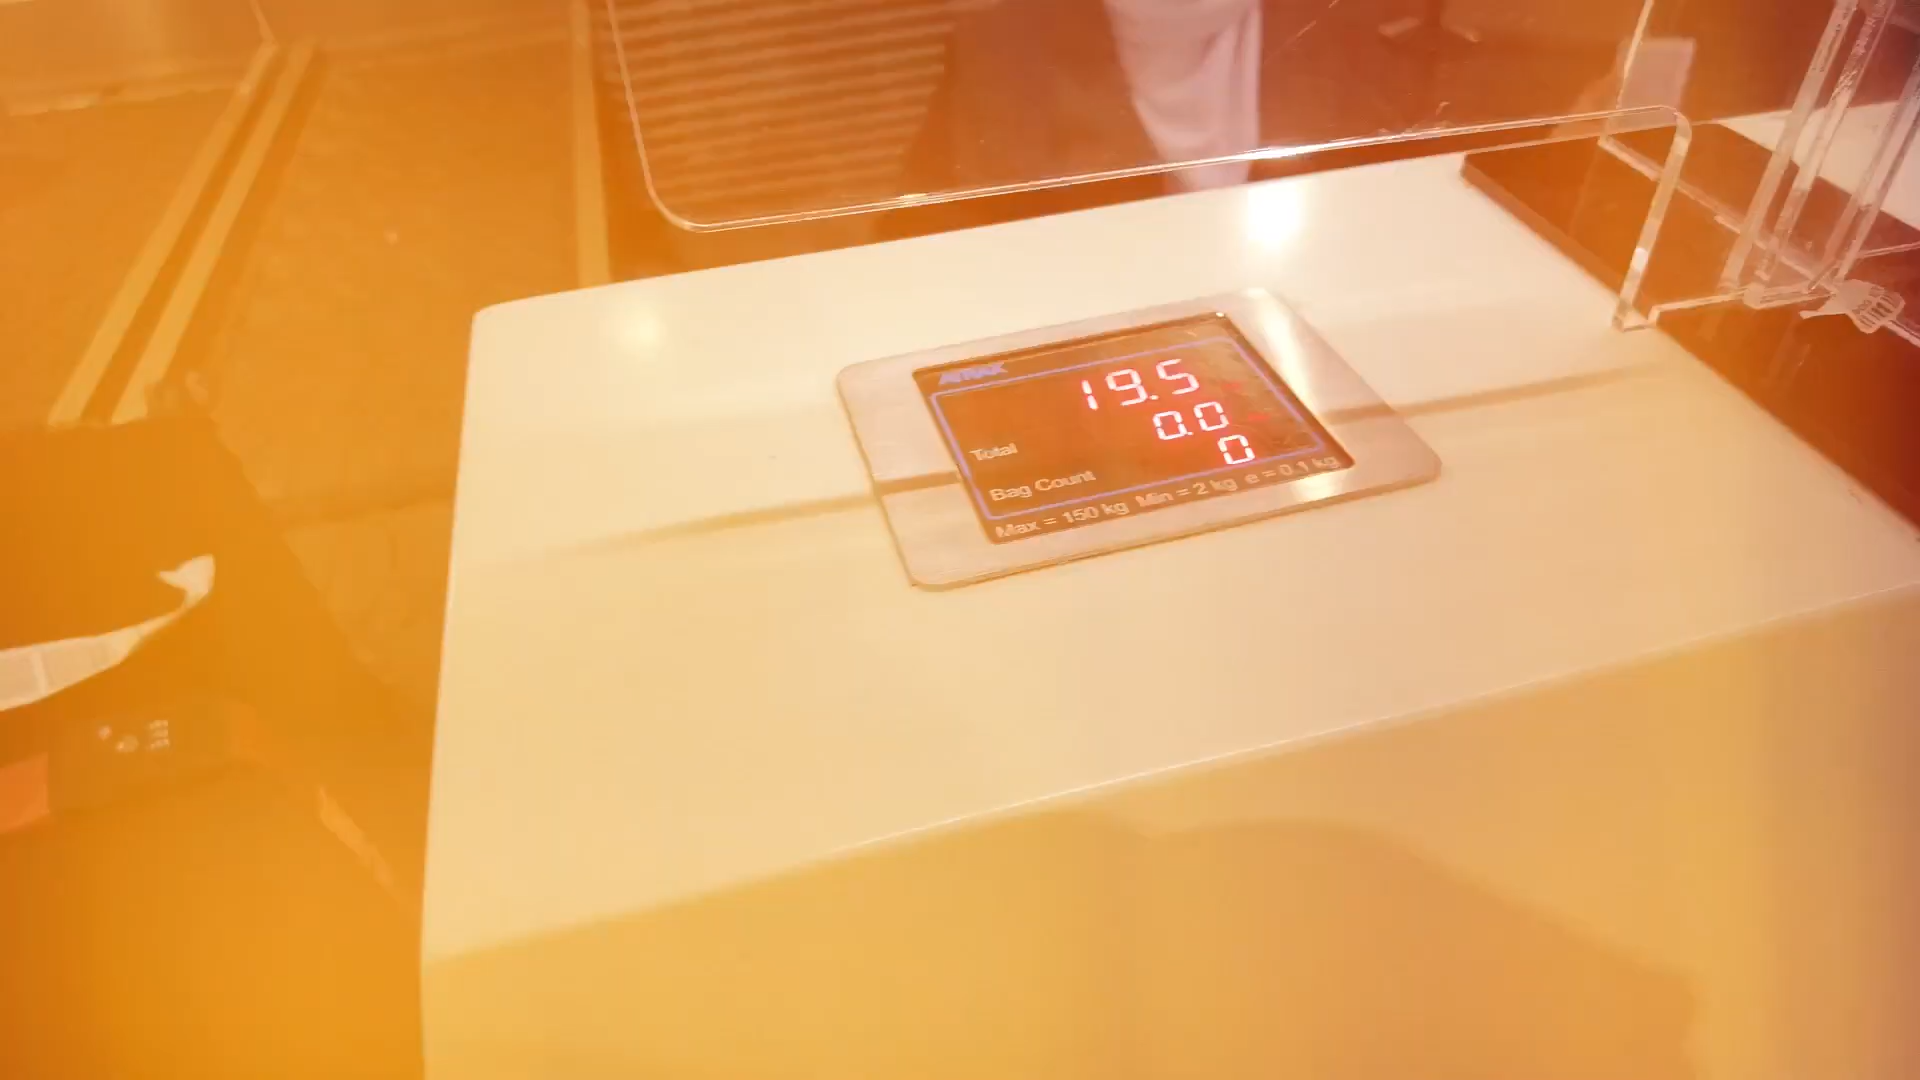 19.5
Total 0.0
Bag Count 0
Max = 150 kg Min = 2 kg e = 0.1 kg